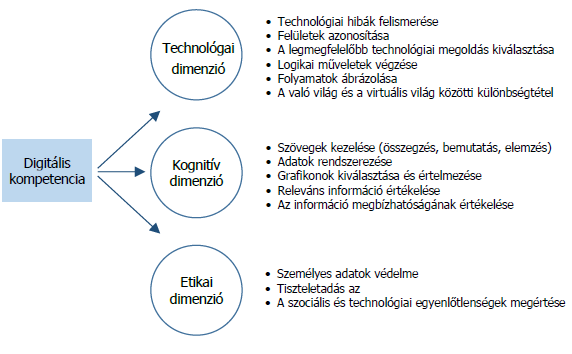 Digitális
kompetencia
Technológai
dimenzió
• Technológiai hibák felismerése
• Felületek azonosítása
• A legmegfelelőbb technológiai megoldás kiválasztása
• Logikai műveletek végzése
• Folyamatok ábrázolása
• A való világ és a virtuális világ közötti különbségtétel
Kognitív
dimenzió
• Szövegek kezelése (összegzés, bemutatás, elemzés)
• Adatok rendszerezése
• Grafikonok kiválasztása és értelmezése
• Releváns információ értékelése
• Az információ megbízhatóságának értékelése
Etikai
dimenzió
• Személyes adatok védelme
• Tiszteletadás az
• A szociális és technológiai egyenlőtlenségek megértése